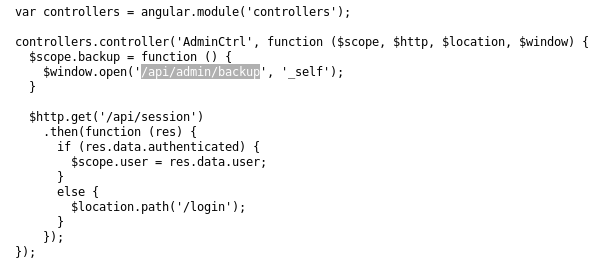 var controllers = angular.module('controllers');

controllers.controller('AdminCtrl', function ($scope, $http, $location, $window) {
  $scope.backup = function () {
    $window.open('/api/admin/backup', '_self');
  }

  $http.get('/api/session')
    .then(function (res) {
      if (res.data.authenticated) {
        $scope.user = res.data.user;
      }
      else {
        $location.path('/login');
      }
    });
});